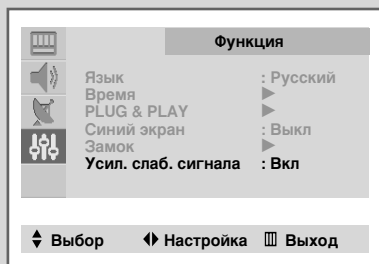 Функция
Язык : Русский
Время ▶
PLUG & PLAY ▶
Синий экран : Выкл
Замок ▶
Усил. слаб. сигнала : Вкл
Выбор Настройка Выход